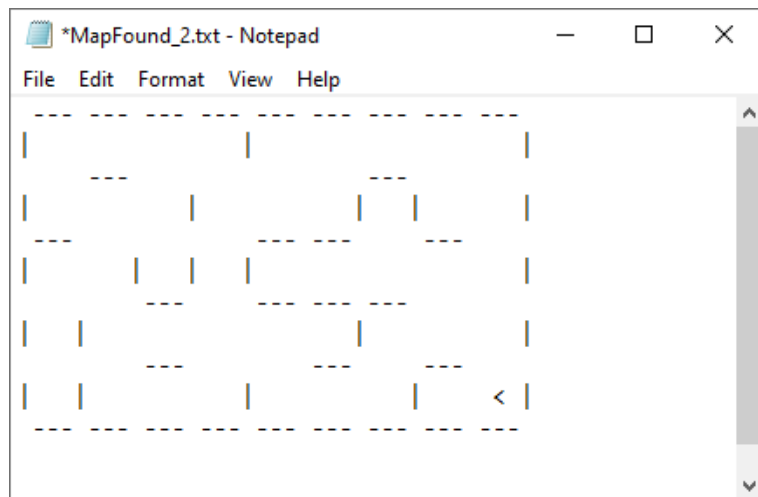 *MapFound_2.txt - Notepad
File Edit Format View Help
 --- --- --- --- --- --- --- --- ---
|               |                   |
     ---                 ---
|           |           |   |       |
 ---             --- ---     ---
|       |   |   |                   |
         ---     --- --- ---
|   |                   |           |
         ---         ---     ---
|   |           |           |     < |
 --- --- --- --- --- --- --- --- ---